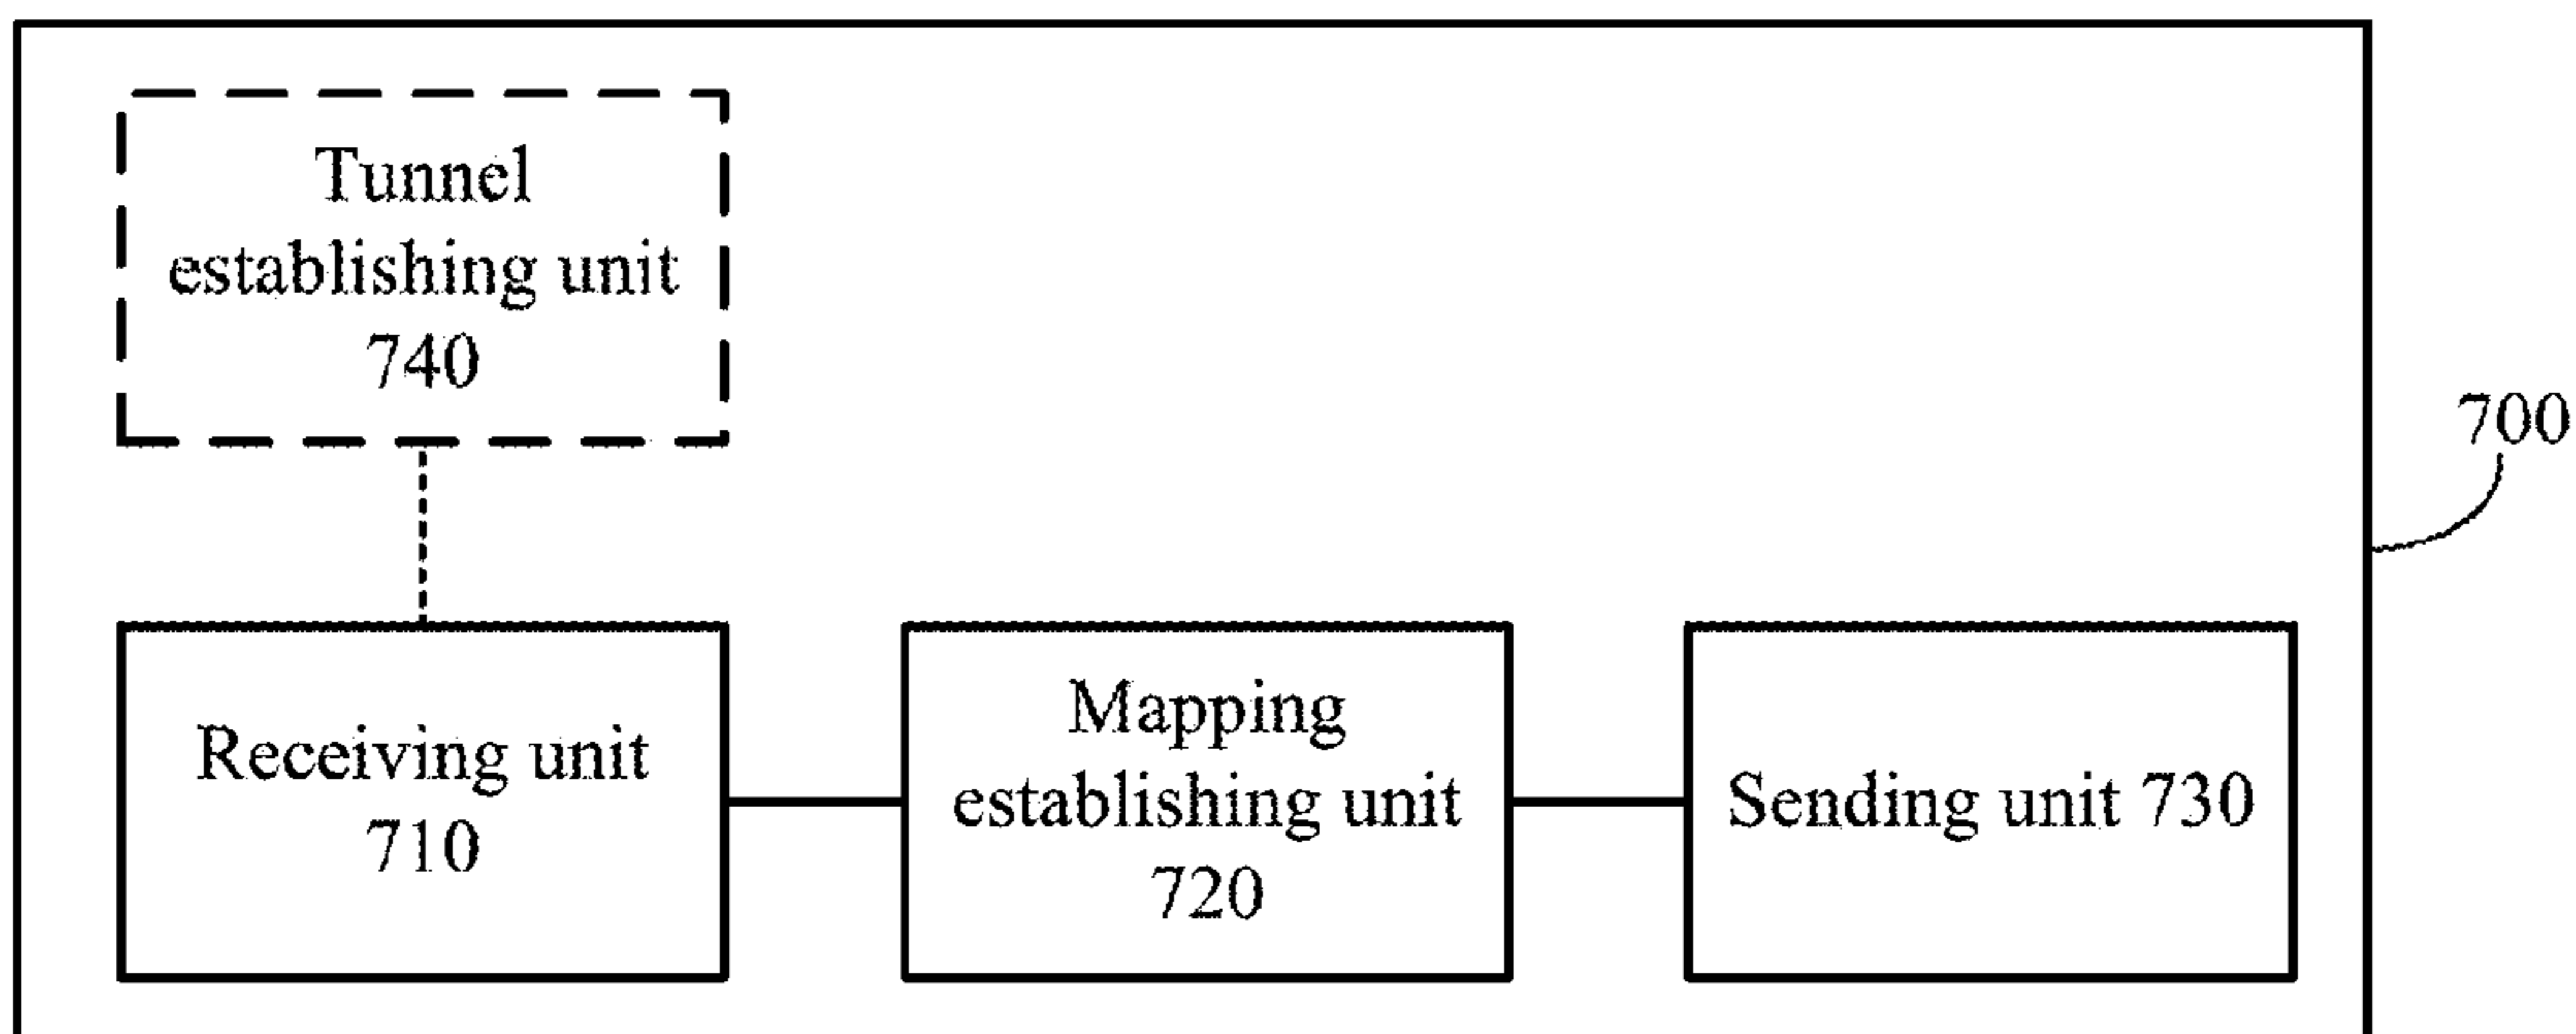 Tunnel
establishing unit
740
700
Receiving unit
710
Mapping
establishing unit
720
Sending unit 730